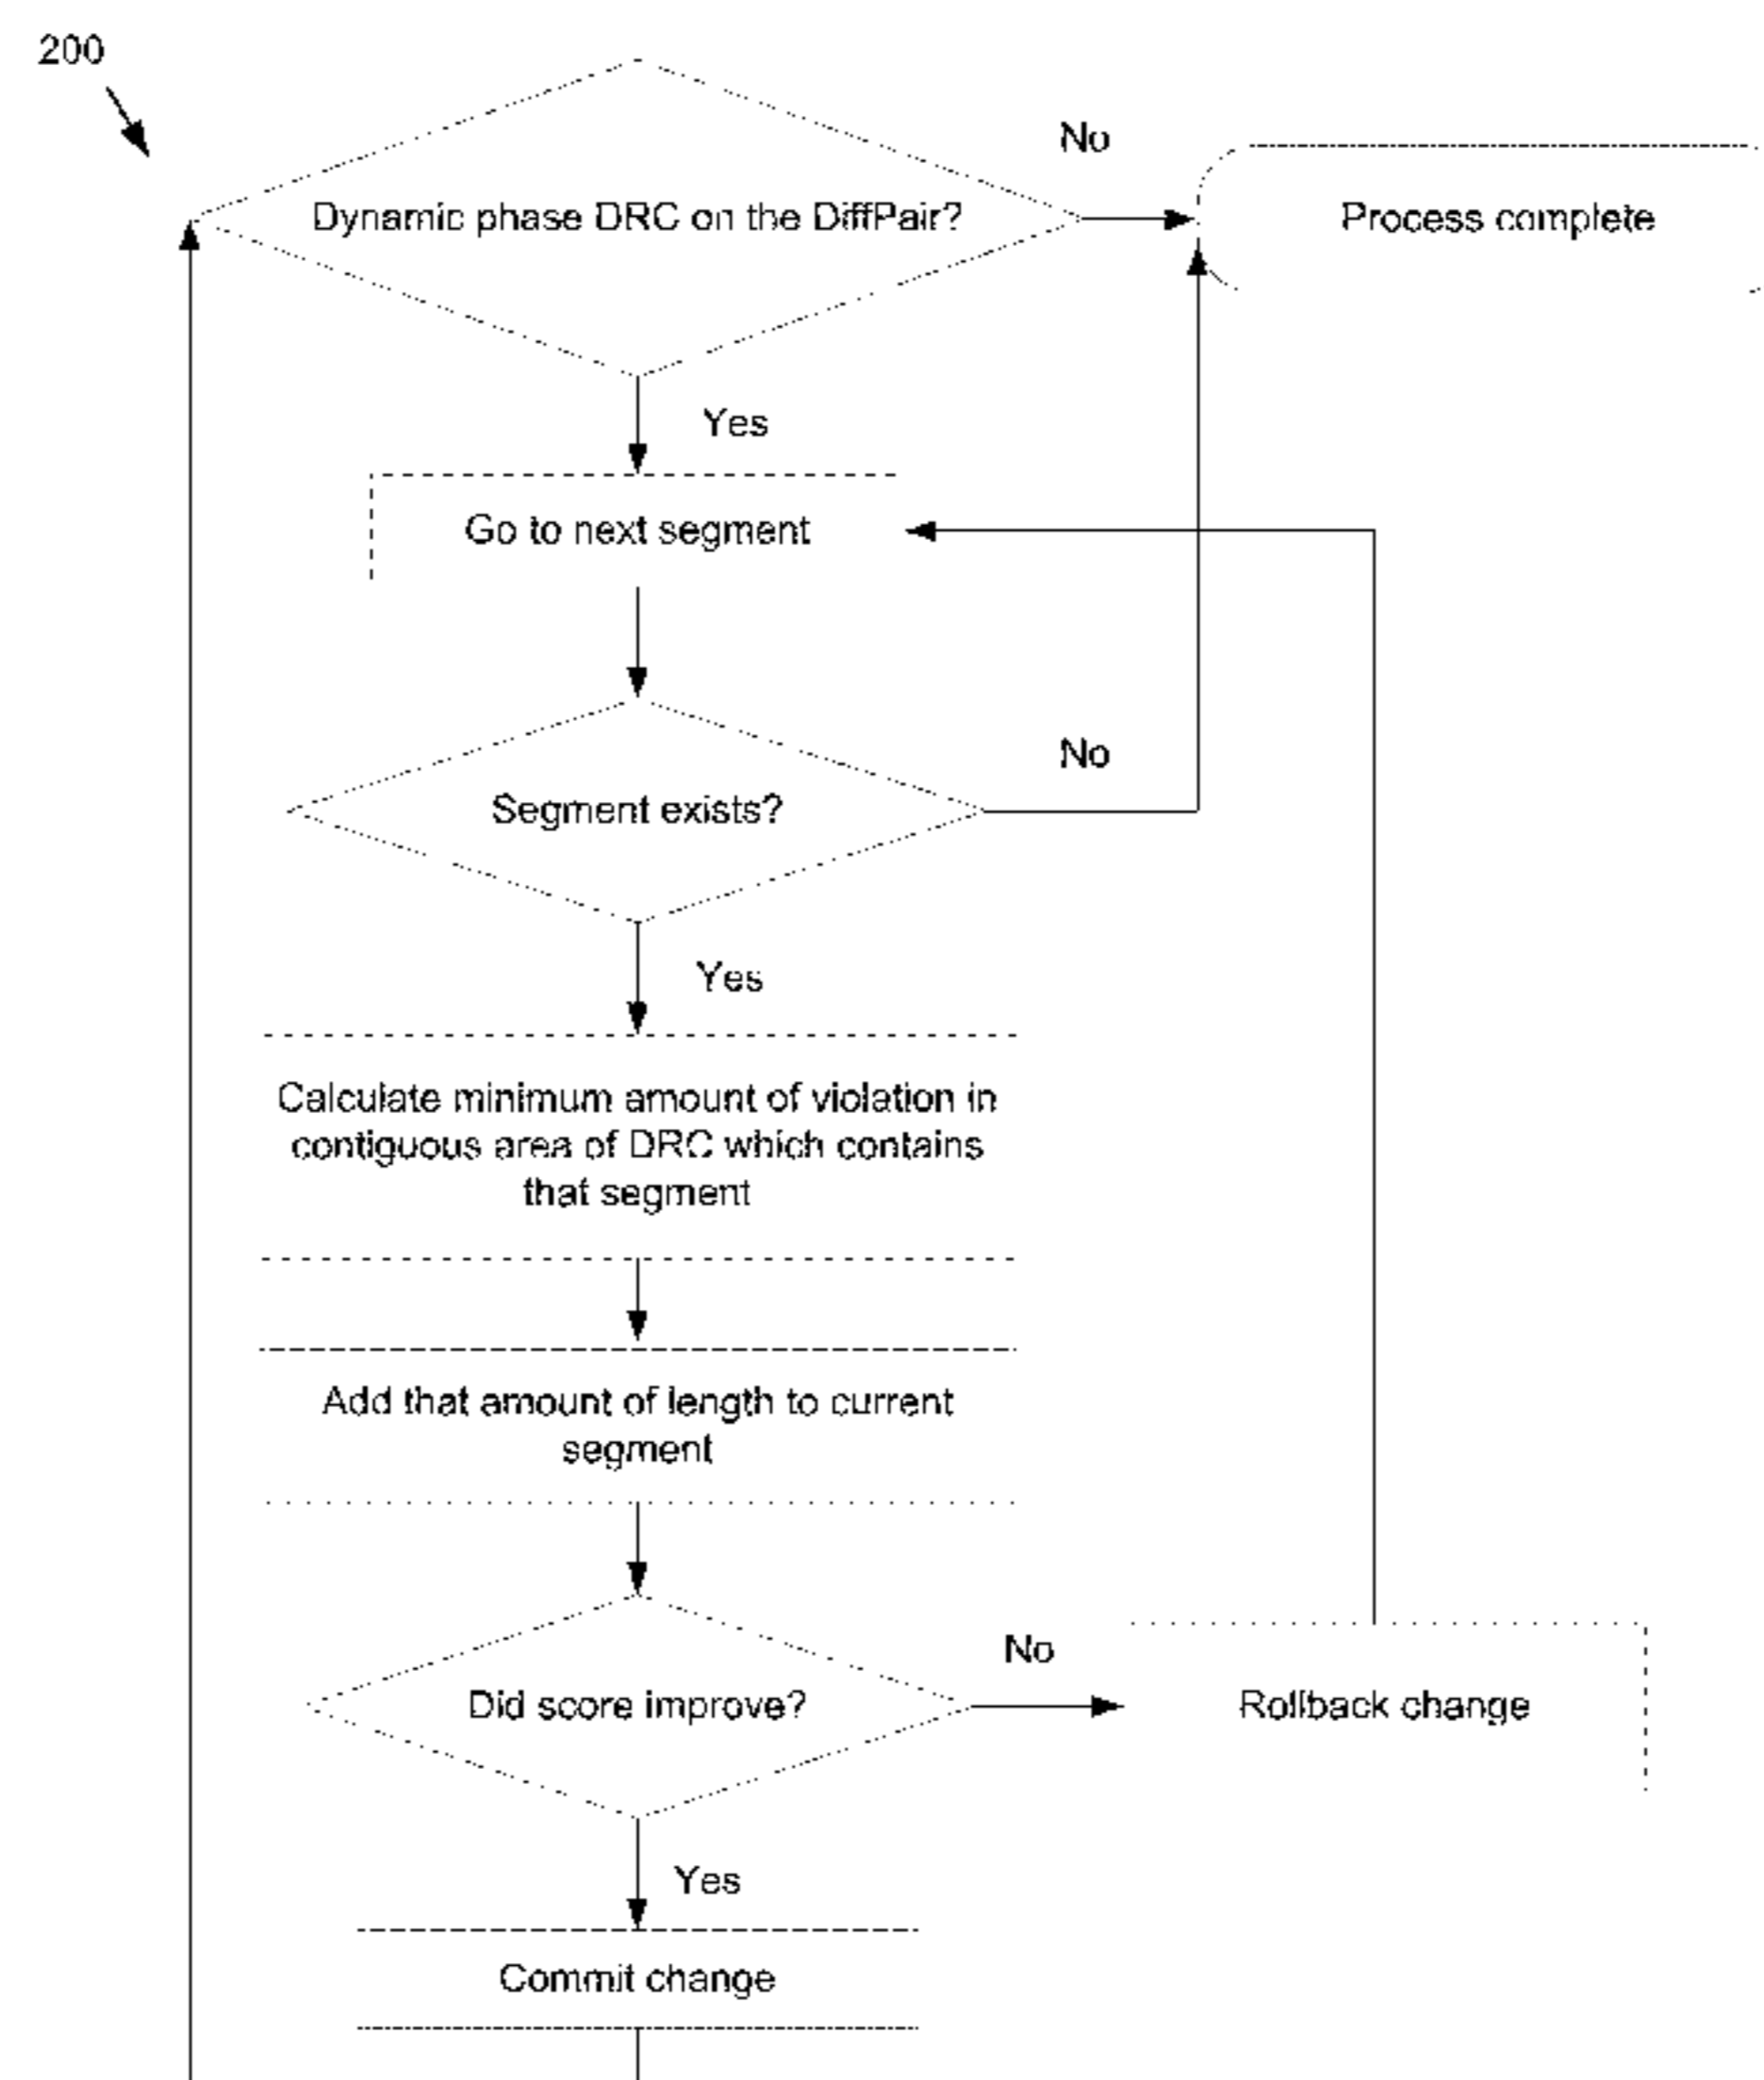 200
No
Dynamic phase DRC on the DiffPair?
Process complete
Yes
Go to next segment
No
Segment exists?
Yes
Calculate minimum amount of violation in
contiguous area of DRC which contains
that segment
Add that amount of length to current
segment
No
Did score improve?
Rollback change
Yes
Commit change